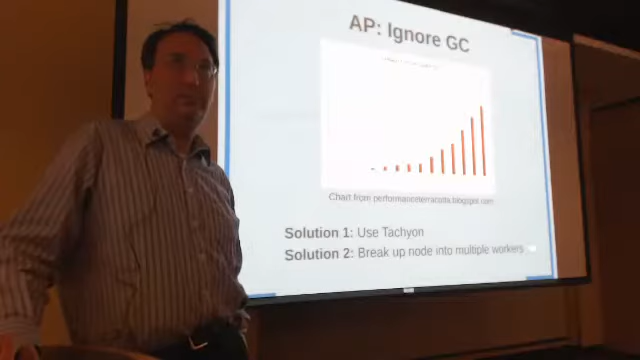 AP: Ignore GC
Chart from performanceterracotta.blogspot.com
Solution 1: Use Tachyon
Solution 2: Break up node into multiple workers